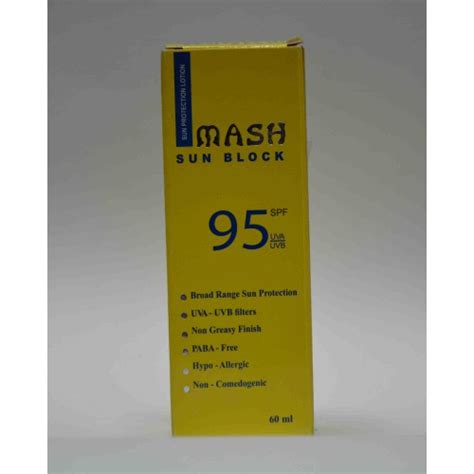 SUN PROTECTION LOTION
MASH
SUN BLOCK
95 SPF
UVA
UVB
Broad Range Sun Protection
UVA - UVB filters
Non Greasy Finish
PABA - Free
Hypo - Allergic
Non - Comedogenic
60 ml